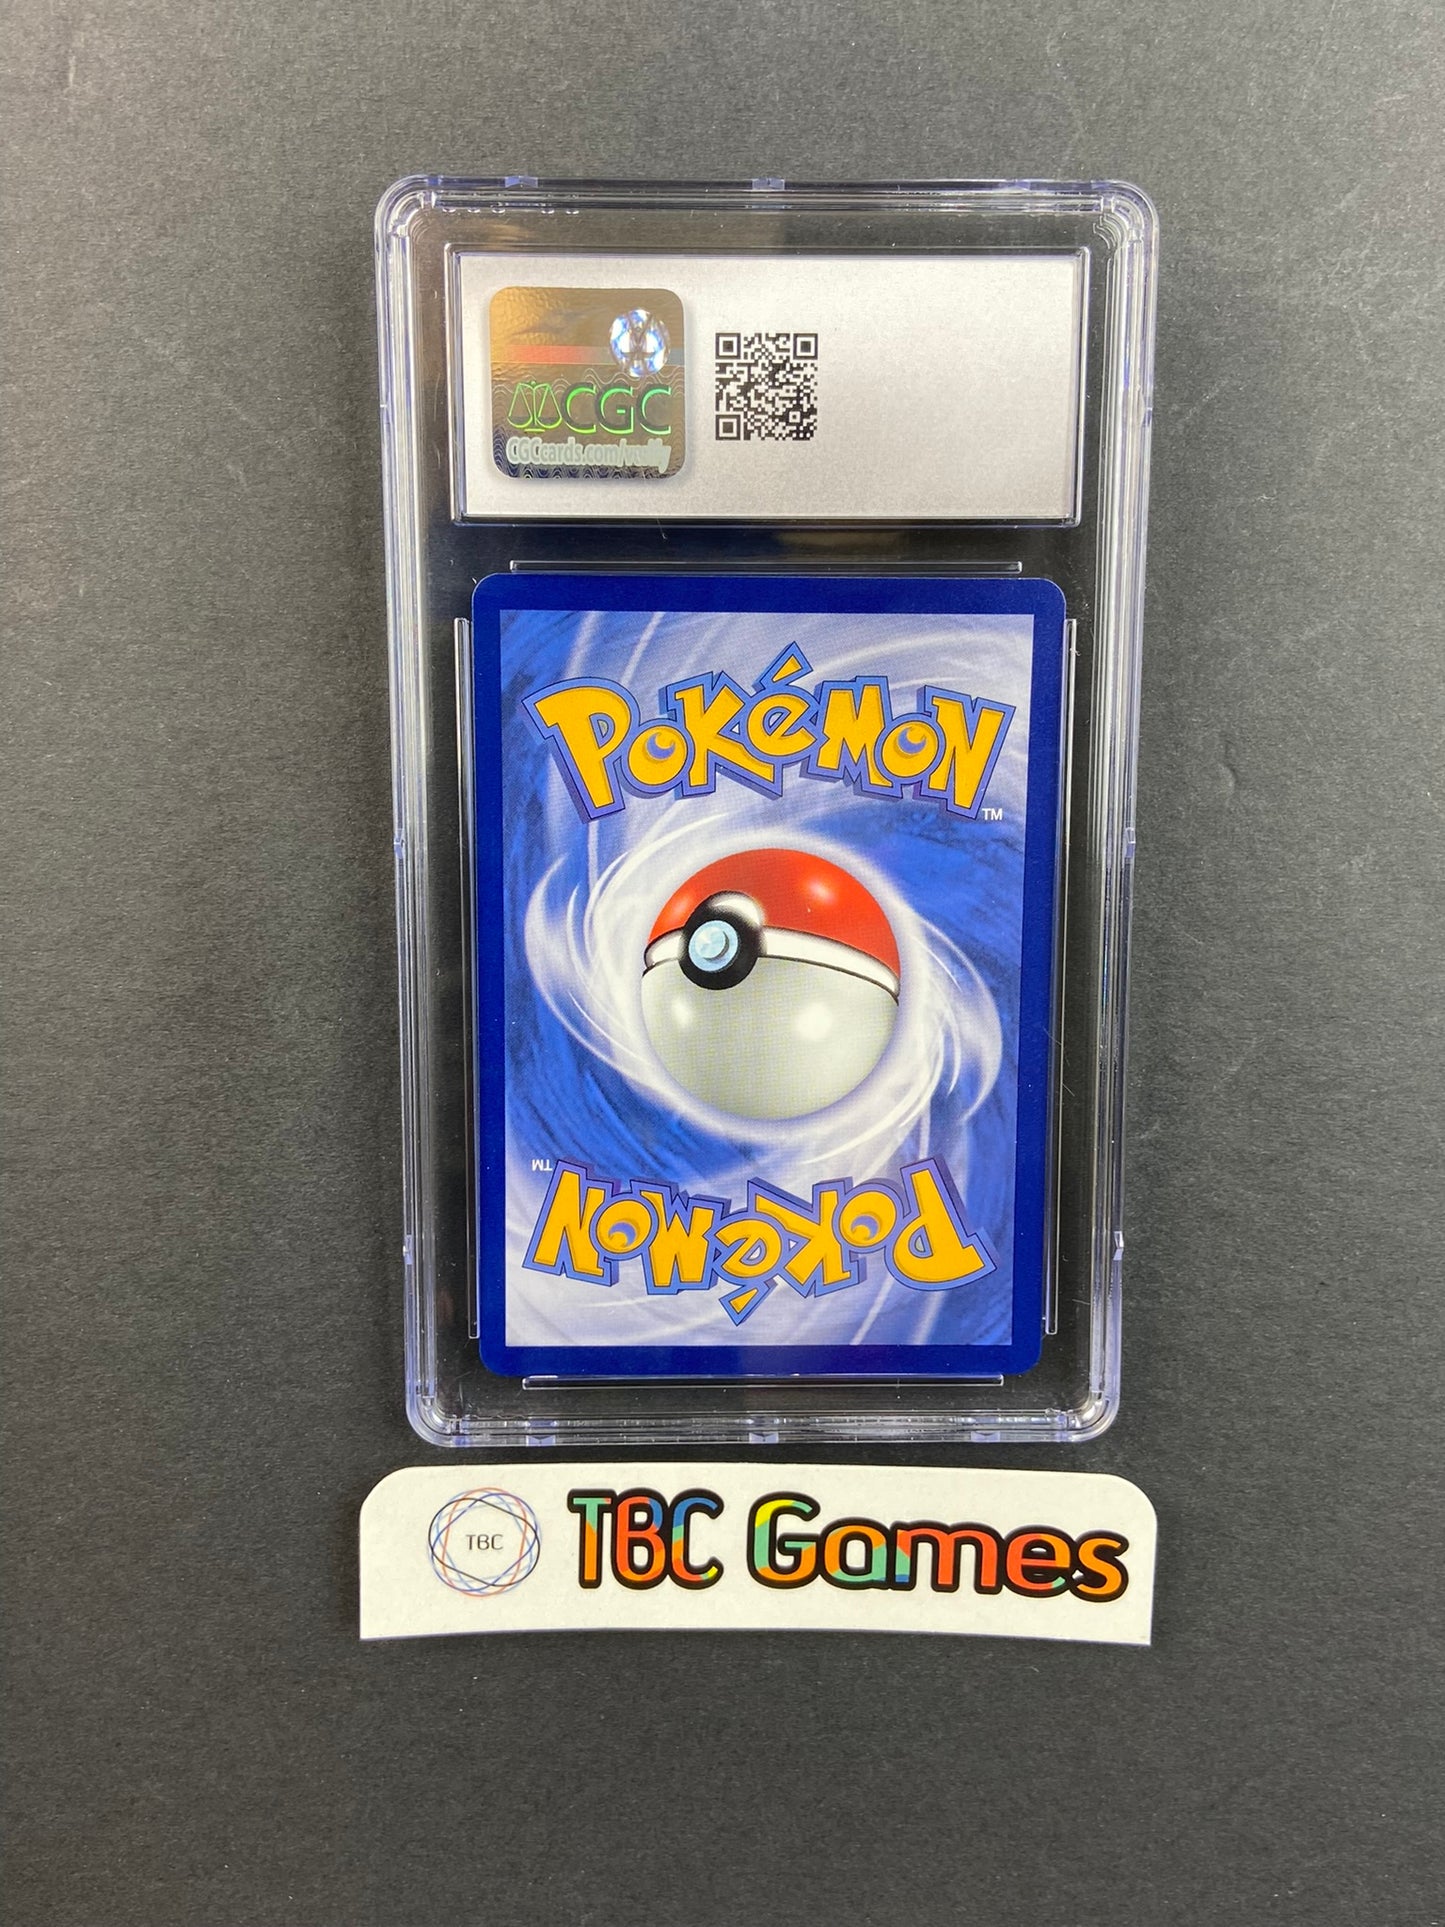 CGC
CGCcards.com/verify
POKéMON
TM
TM
POKéMON
TBC
TBC Games